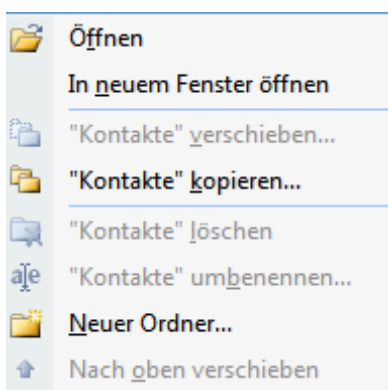 Öffnen
In neuem Fenster öffnen
"Kontakte" verschieben...
"Kontakte" kopieren...
"Kontakte" löschen
"Kontakte" umbenennen...
Neuer Ordner...
Nach oben verschieben